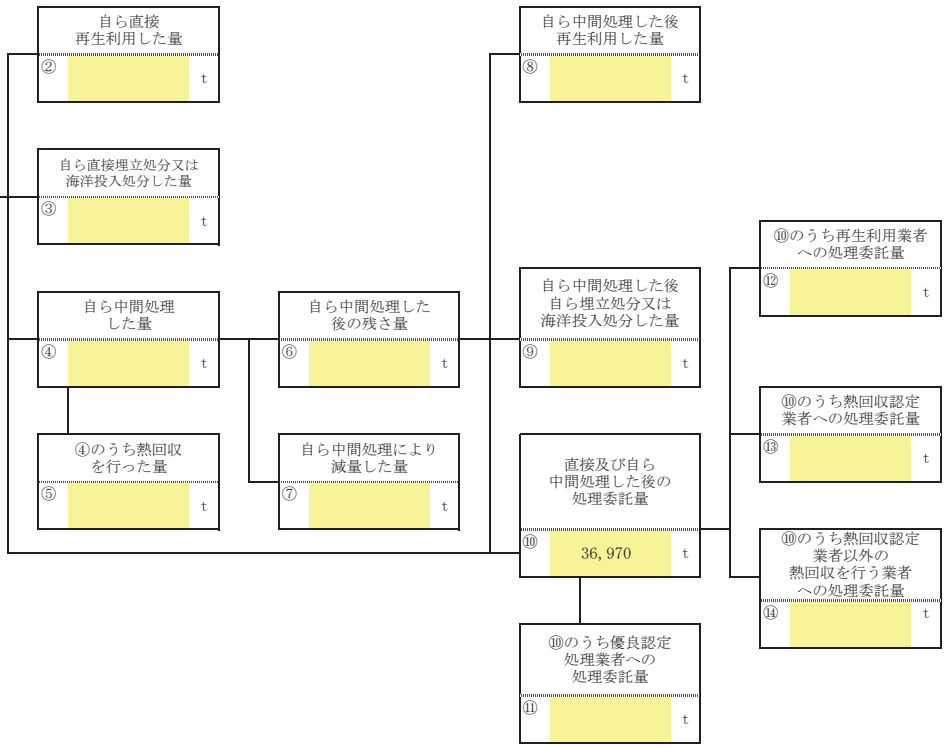 自ら直接
再生利用した量
② t
自ら直接埋立処分又は
海洋投入処分した量
③ t
自ら中間処理
した量
④ t
④のうち熱回収
を行った量
⑤ t
自ら中間処理した
後の残さ量
⑥ t
自ら中間処理により
減量した量
⑦ t
自ら中間処理した後
再生利用した量
⑧ t
自ら中間処理した後
自ら埋立処分又は
海洋投入処分した量
⑨ t
直接及び自ら
中間処理した後の
処理委託量
⑩ 36,970 t
⑩のうち優良認定
処理業者への
処理委託量
⑪ t
⑩のうち再生利用業者
への処理委託量
⑫ t
⑩のうち熱回収認定
業者への処理委託量
⑬ t
⑩のうち熱回収認定
業者以外の
熱回収を行う業者
への処理委託量
⑭ t